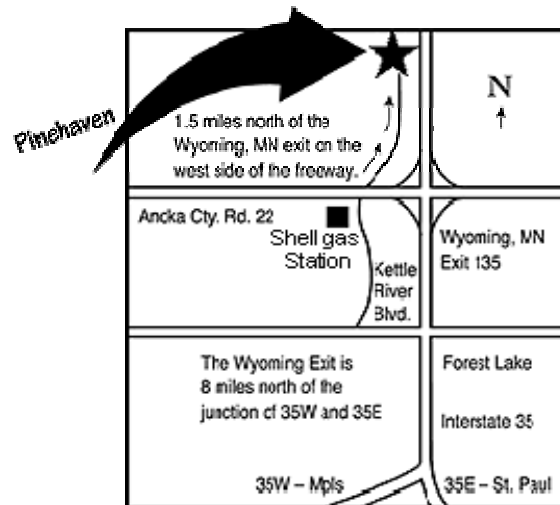 Pinehaven
1.5 miles north of the
Wyoming, MN exit on the
west side of the freeway.
N
Ancka Cty. Rd. 22
Shell gas
Station
Kettle
River
Blvd.
Wyoming, MN
Exit 135
The Wyoming Exit is
8 miles north of the
junction of 35W and 35E
Forest Lake
Interstate 35
35W – Mpls
35E – St. Paul